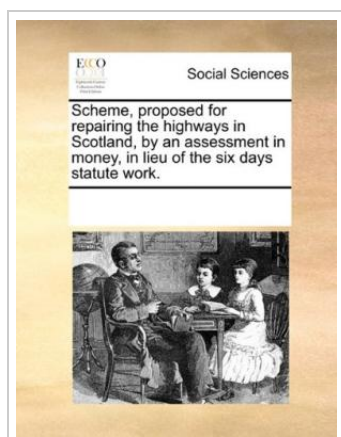 ECCO
Social Sciences
Scheme, proposed for
repairing the highways in
Scotland, by an assessment in
money, in lieu of the six days
statute work.